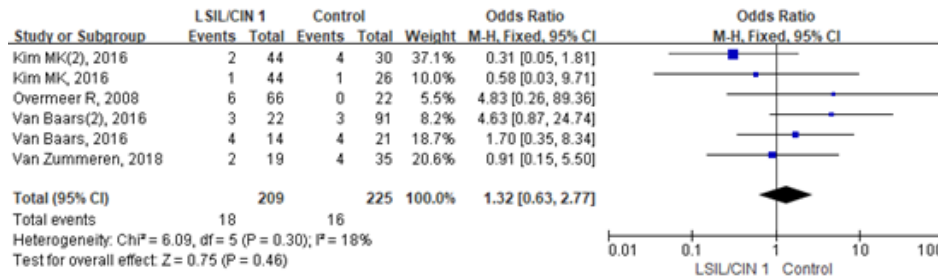 LSIL/CIN 1 Control Odds Ratio Odds Ratio
Study or Subgroup Events Total Events Total Weight M-H, Fixed, 95% CI M-H, Fixed, 95% CI
Kim MK(2), 2016 2 44 4 30 37.1% 0.31 [0.05, 1.81]
Kim MK, 2016 1 44 1 26 10.0% 0.58 [0.03, 9.71]
Overmeer R, 2008 6 66 0 22 5.5% 4.83 [0.26, 89.36]
Van Baars(2), 2016 3 22 3 91 8.2% 4.63 [0.87, 24.74]
Van Baars, 2016 4 14 4 21 18.7% 1.70 [0.35, 8.34]
Van Zummeren, 2018 2 19 4 35 20.6% 0.91 [0.15, 5.50]
Total (95% CI) 209 225 100.0% 1.32 [0.63, 2.77]
Total events 18 16
Heterogeneity: Chi² = 6.09, df = 5 (P = 0.30); I² = 18%
Test for overall effect: Z = 0.75 (P = 0.46)
0.01 0.1 1 10 100
LSIL/CIN 1 Control